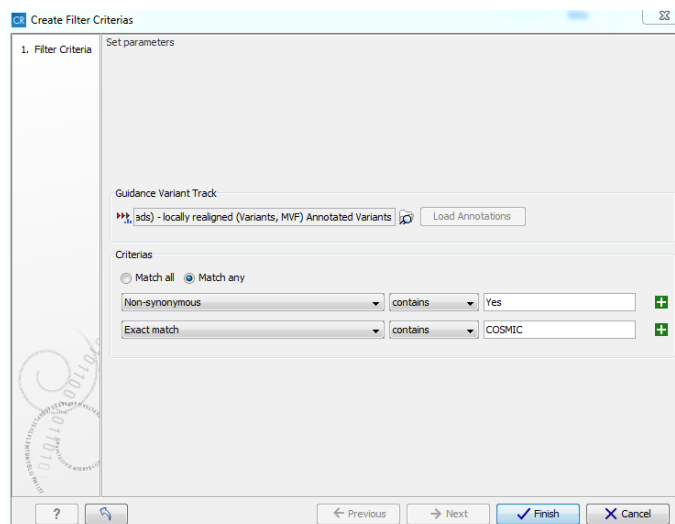 CR Create Filter Criterias
1. Filter Criteria
Set parameters
Guidance Variant Track
ads) - locally realigned (Variants, MVF) Annotated Variants
Load Annotations
Criterias
Match all Match any
Non-synonymous contains Yes
Exact match contains COSMIC
? Previous Next Finish Cancel